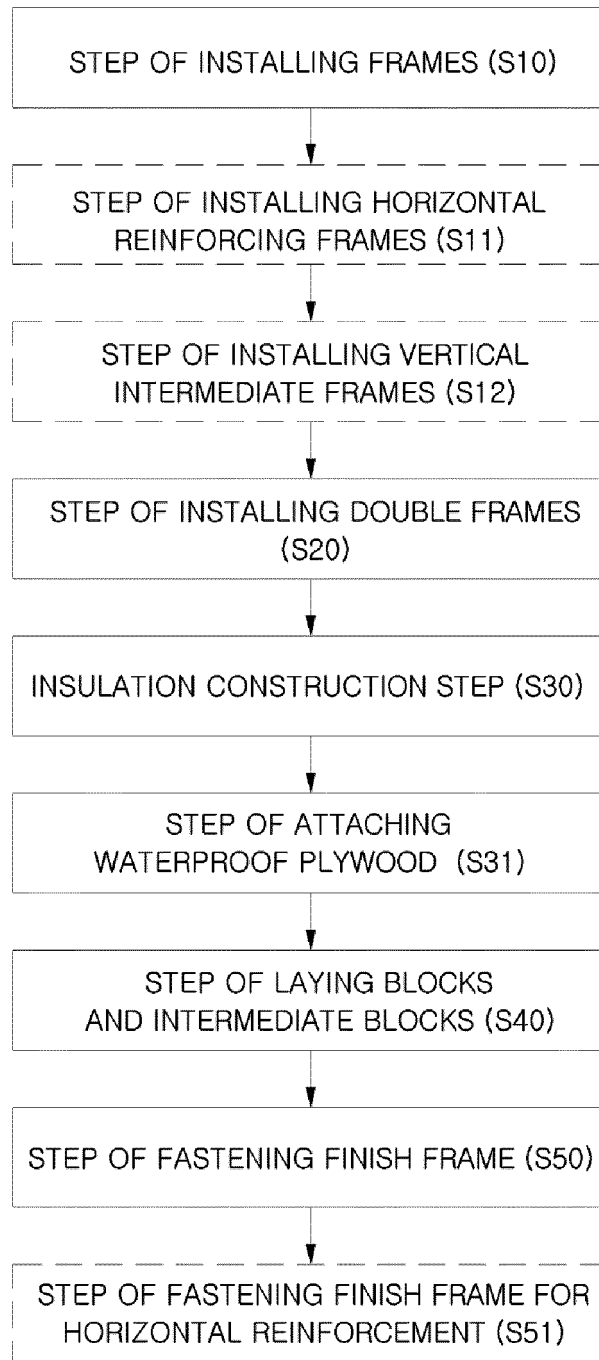 STEP OF INSTALLING FRAMES (S10)
STEP OF INSTALLING HORIZONTAL
REINFORCING FRAMES (S11)
STEP OF INSTALLING VERTICAL
INTERMEDIATE FRAMES (S12)
STEP OF INSTALLING DOUBLE FRAMES
(S20)
INSULATION CONSTRUCTION STEP (S30)
STEP OF ATTACHING
WATERPROOF PLYWOOD (S31)
STEP OF LAYING BLOCKS
AND INTERMEDIATE BLOCKS (S40)
STEP OF FASTENING FINISH FRAME (S50)
STEP OF FASTENING FINISH FRAME FOR
HORIZONTAL REINFORCEMENT (S51)